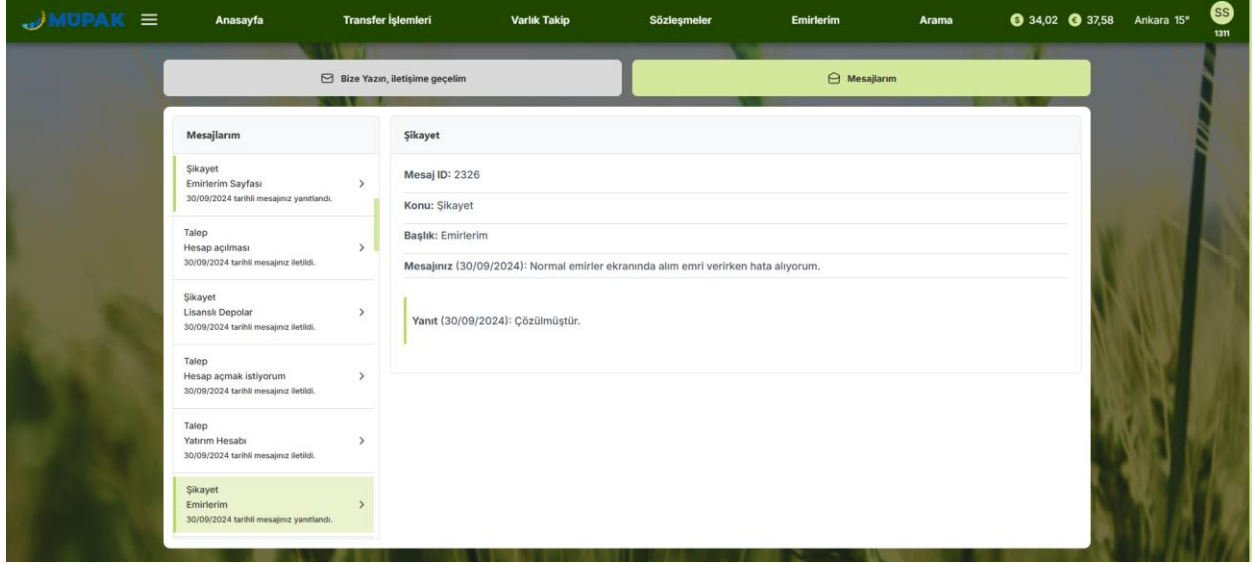 MÜPAK
Anasayfa Transfer İşlemleri Varlık Takip Sözleşmeler Emirlerim Arama $ 34,02 € 37,58 Ankara 15° SS
1311
Bize Yazın, iletişime geçelim
Mesajlarım
Mesajlarım
Şikayet
Emirlerim Sayfası
30/09/2024 tarihli mesajınız yanıtlandı.
Talep
Hesap açılması
30/09/2024 tarihli mesajınız iletildi.
Şikayet
Lisanslı Depolar
30/09/2024 tarihli mesajınız iletildi.
Talep
Hesap açmak istiyorum
30/09/2024 tarihli mesajınız iletildi.
Talep
Yatırım Hesabı
30/09/2024 tarihli mesajınız iletildi.
Şikayet
Emirlerim
30/09/2024 tarihli mesajınız yanıtlandı.
Şikayet
Mesaj ID: 2326
Konu: Şikayet
Başlık: Emirlerim
Mesajınız (30/09/2024): Normal emirler ekranında alım emri verirken hata alıyorum.
Yanıt (30/09/2024): Çözülmüştür.